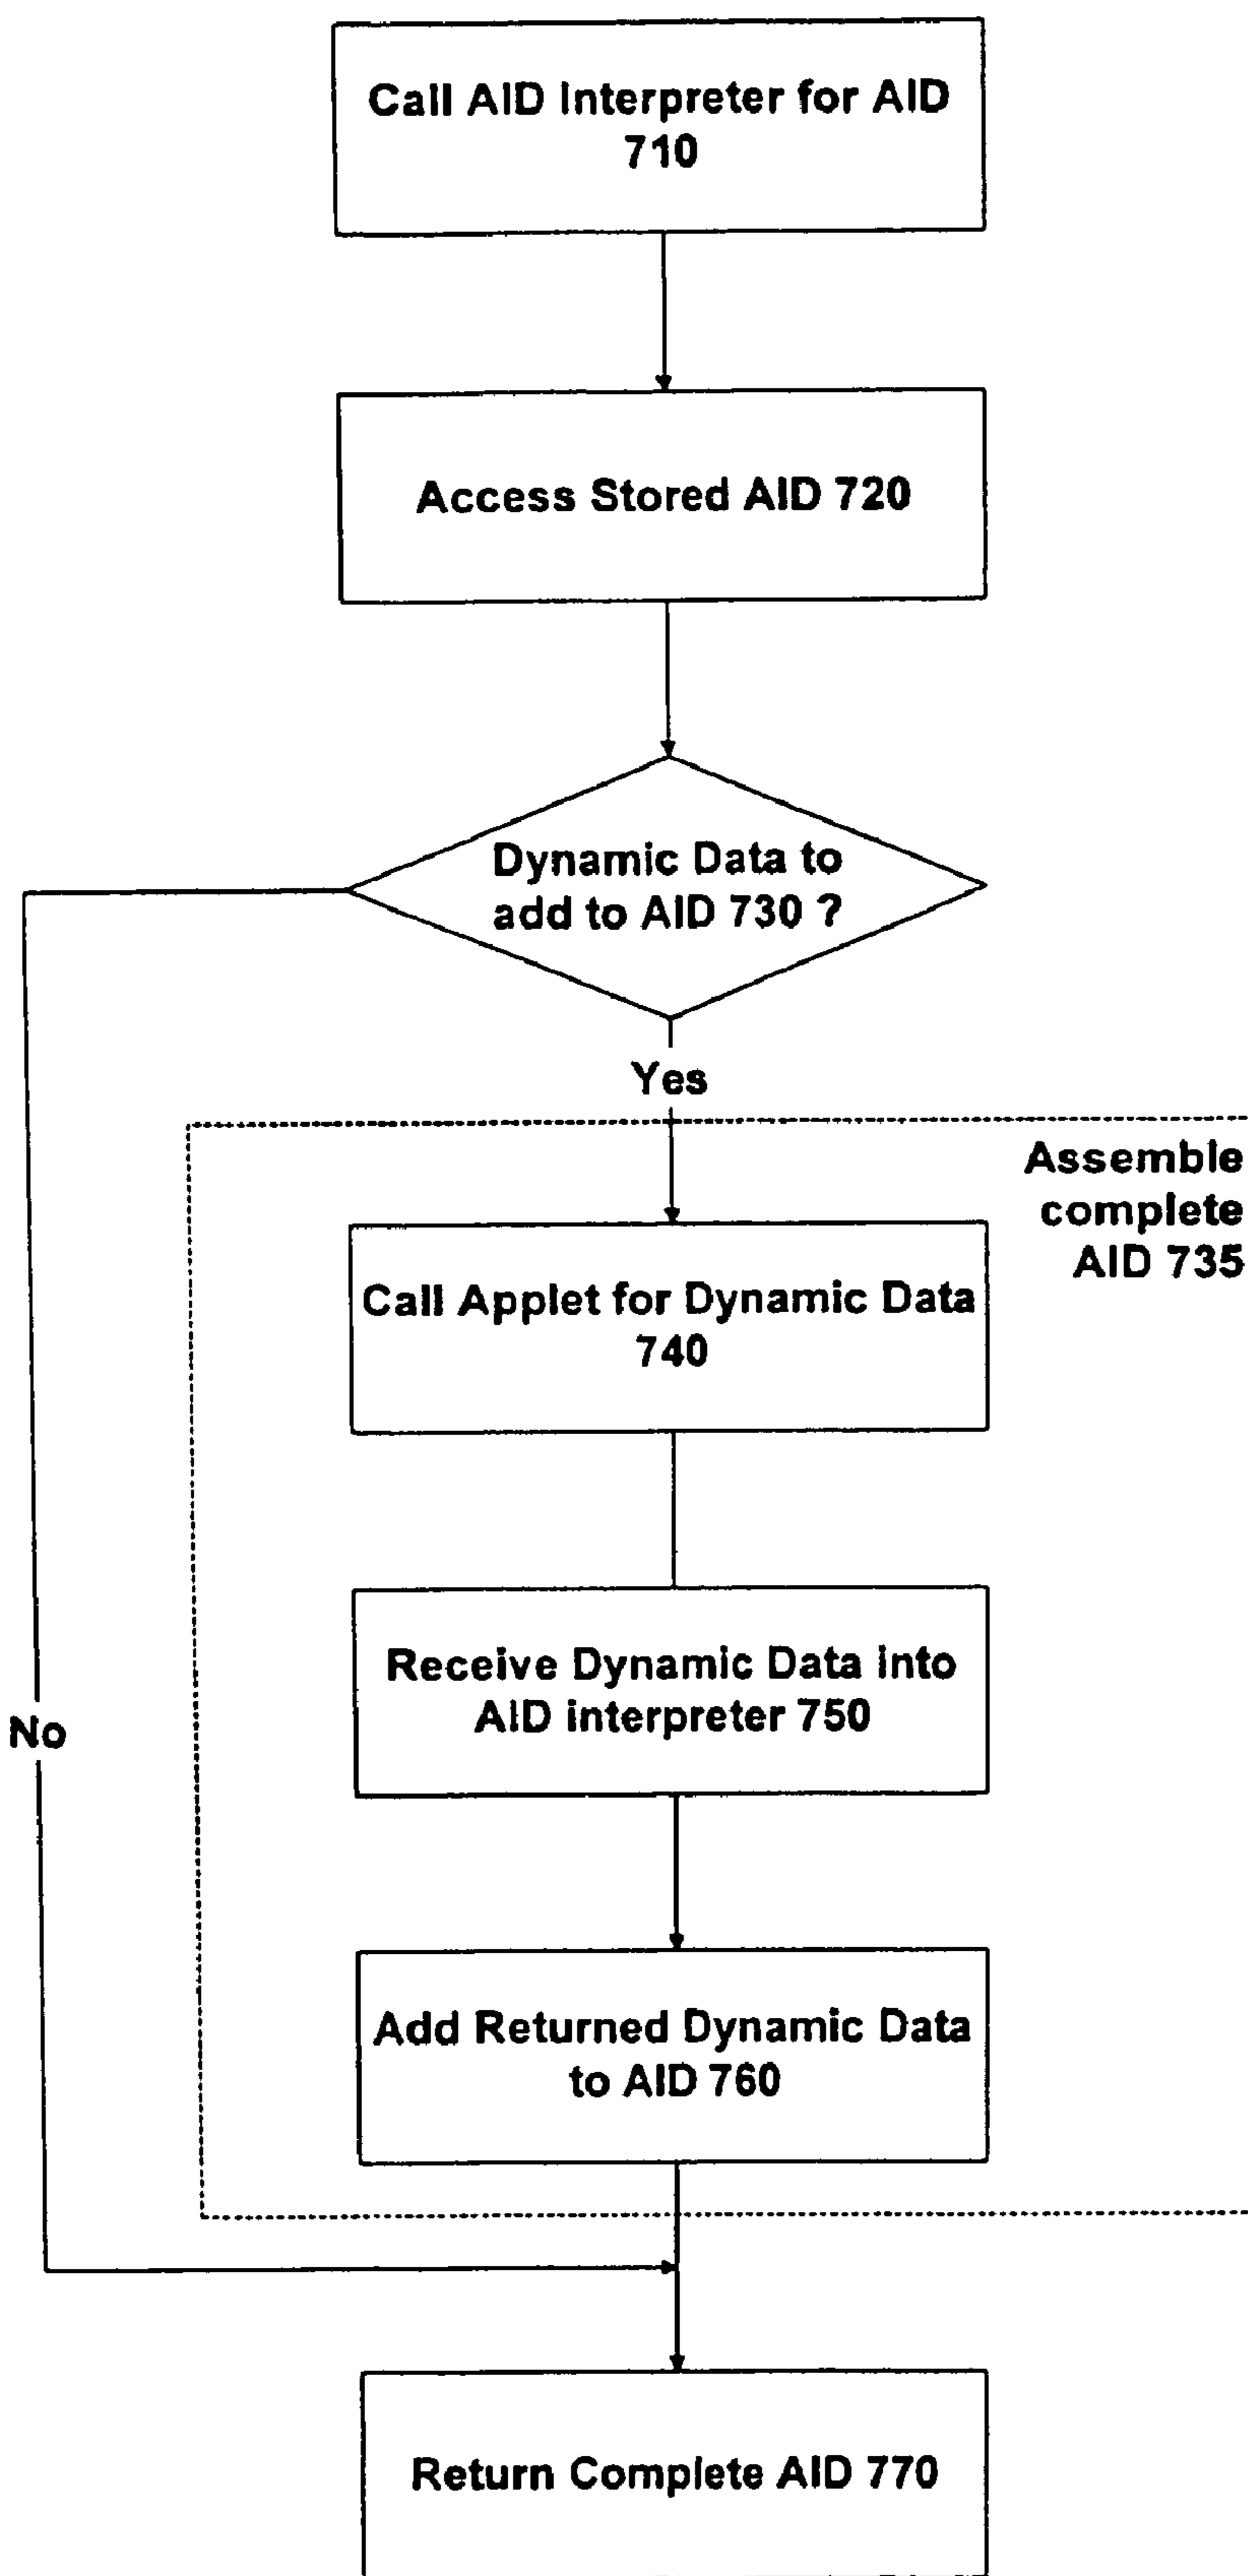 Call AID Interpreter for AID
710
Access Stored AID 720
Dynamic Data to
add to AID 730 ?
Yes
Assemble
complete
AID 735
Call Applet for Dynamic Data
740
Receive Dynamic Data into
AID interpreter 750
No
Add Returned Dynamic Data
to AID 760
Return Complete AID 770